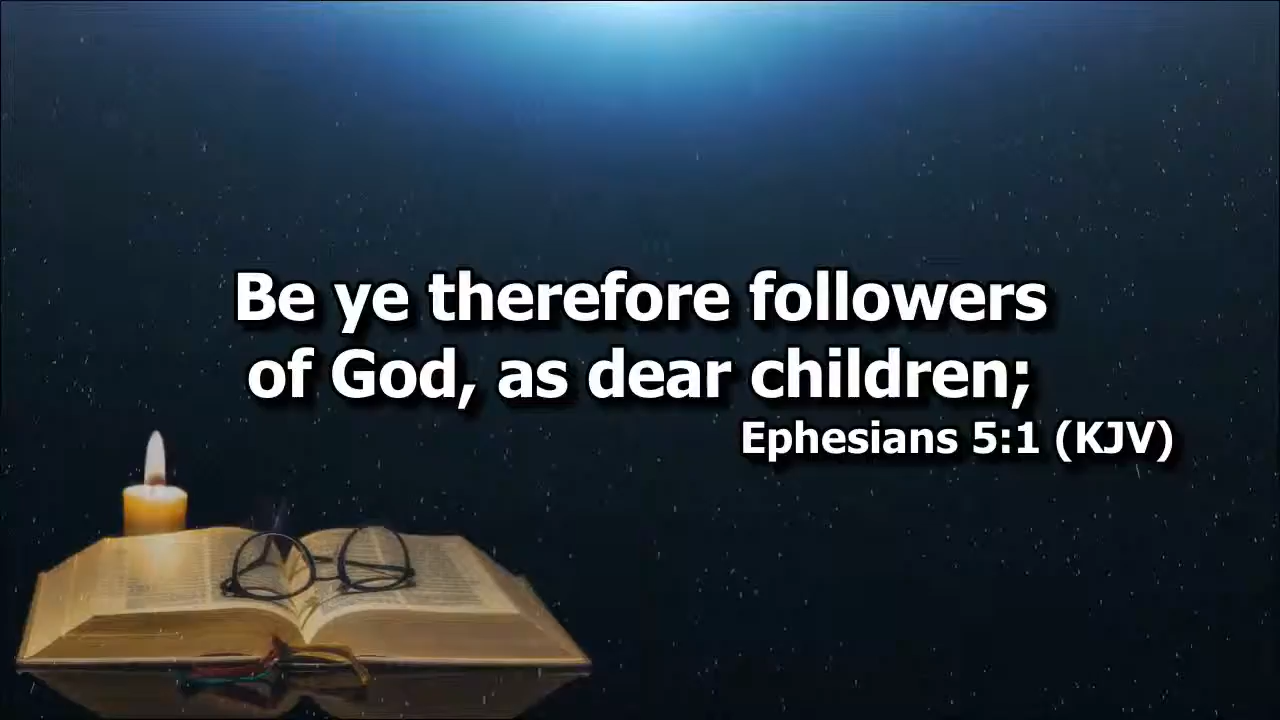 Be ye therefore followers
of God, as dear children;
Ephesians 5:1 (KJV)